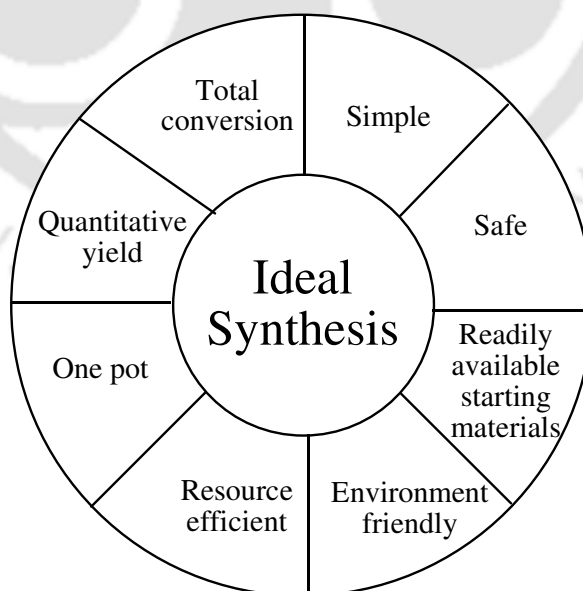 Total
conversion
Simple
Quantitative
yield
Safe
Ideal
Synthesis
One pot
Readily
available
starting
materials
Resource
efficient
Environment
friendly